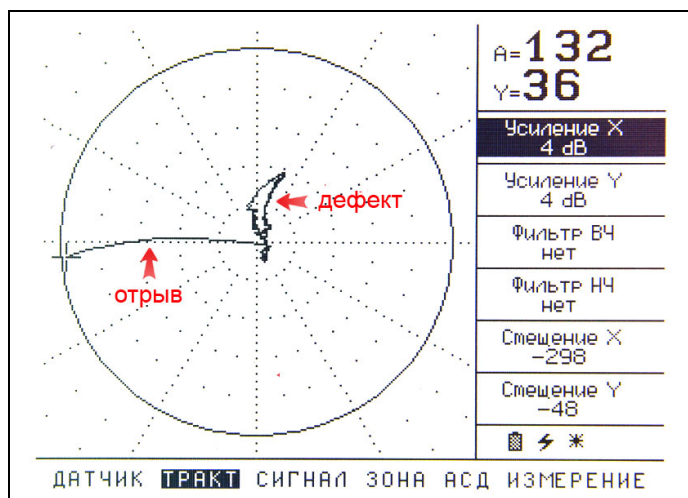 A=132
Y=36
Усиление X
4 dB
Усиление Y
4 dB
Фильтр ВЧ
нет
Фильтр НЧ
нет
Смещение X
-298
Смещение Y
-48
дефект
отрыв
ДАТЧИК ТРАКТ СИГНАЛ ЗОНА АСД ИЗМЕРЕНИЕ